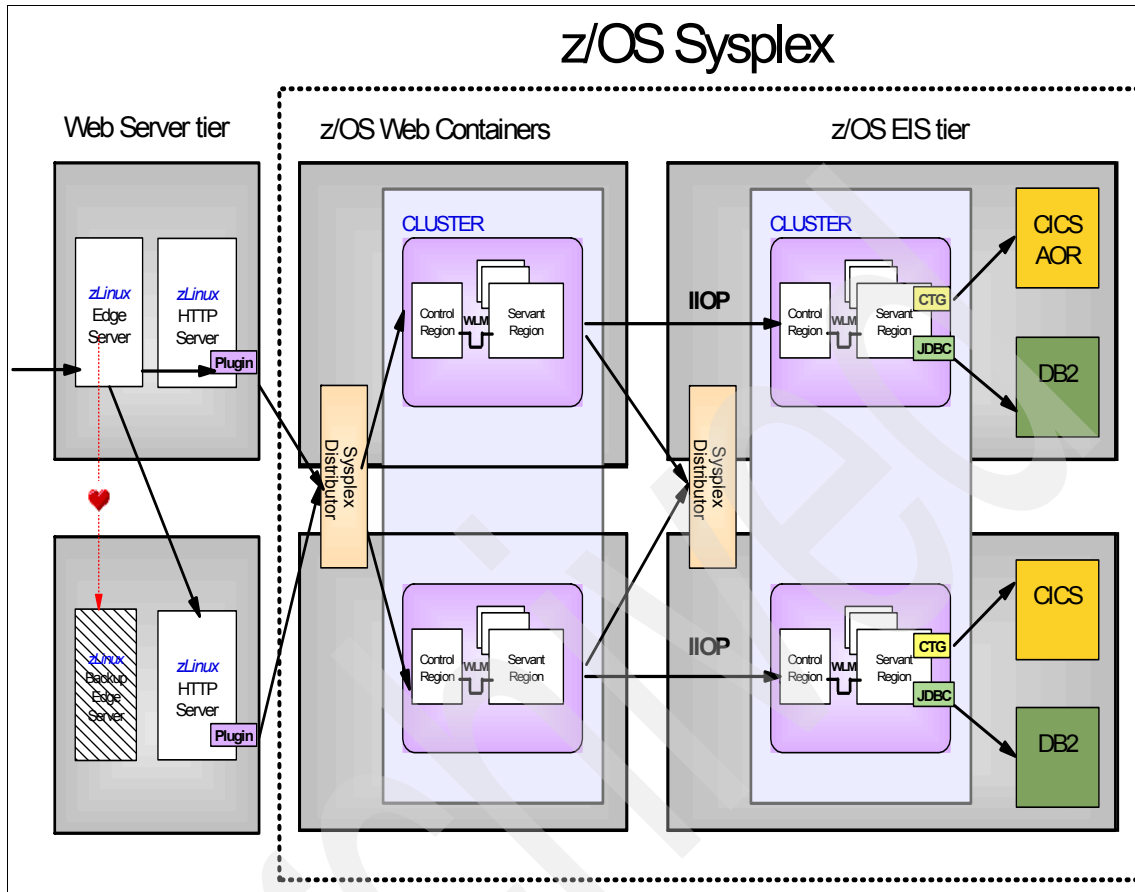 z/OS Sysplex
Web Server tier
z/OS Web Containers
z/OS EIS tier
zLinux
Edge
Server
zLinux
HTTP
Server
Plugin
CLUSTER
Control
Region
WLM
Servant
Region
IIOP
CLUSTER
Control
Region
WLM
Servant
Region
CTG
JDBC
CICS
AOR
DB2
Sysplex
Distributor
Sysplex
Distributor
zLinux
Backup
Edge
Server
zLinux
HTTP
Server
Plugin
Control
Region
WLM
Servant
Region
IIOP
Control
Region
WLM
Servant
Region
CTG
JDBC
CICS
DB2